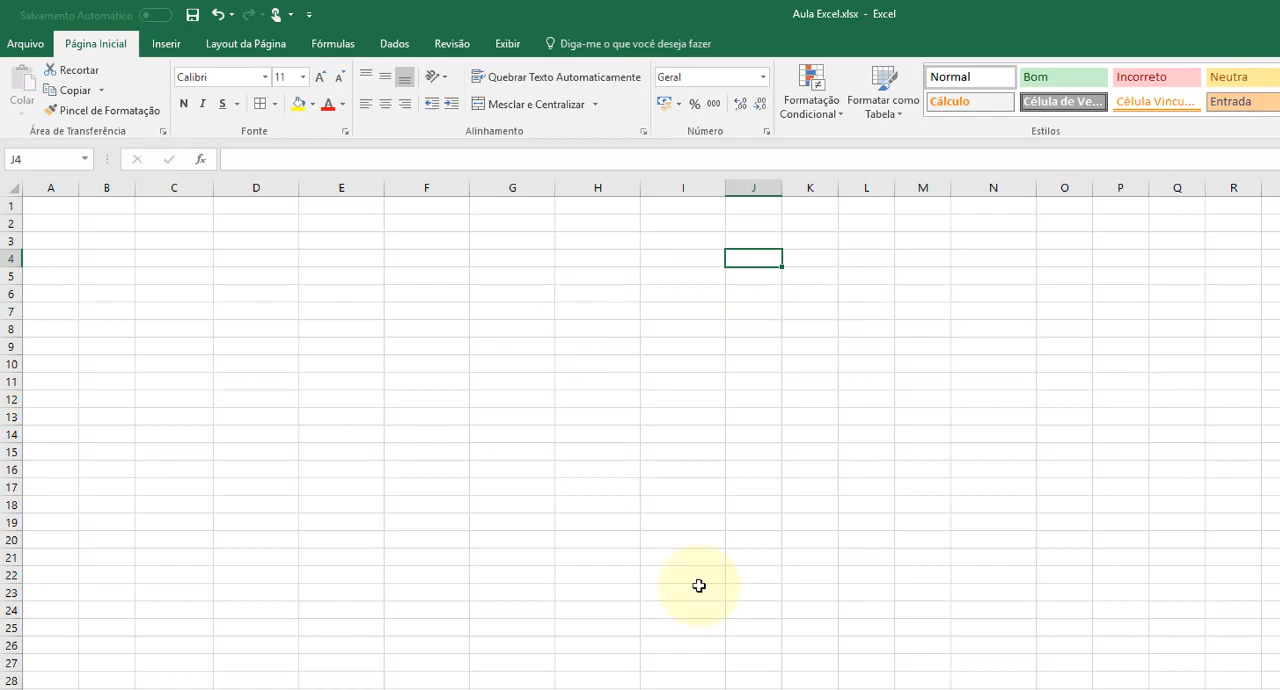 Salvamento Automático
Aula Excel.xlsx - Excel
Arquivo Página Inicial Inserir Layout da Página Fórmulas Dados Revisão Exibir Diga-me o que você deseja fazer
Colar
Recortar
Copiar
Pincel de Formatação
Área de Transferência
Calibri 11
N I S
Fonte
Quebrar Texto Automaticamente
Mesclar e Centralizar
Alinhamento
Geral
% 000
Número
Formatação Condicional
Formatar como Tabela
Normal Bom Incorreto Neutra
Cálculo Célula de Ve... Célula Vincu... Entrada
Estilos
J4 fx
A B C D E F G H I J K L M N O P Q R
1
2
3
4
5
6
7
8
9
10
11
12
13
14
15
16
17
18
19
20
21
22
23
24
25
26
27
28